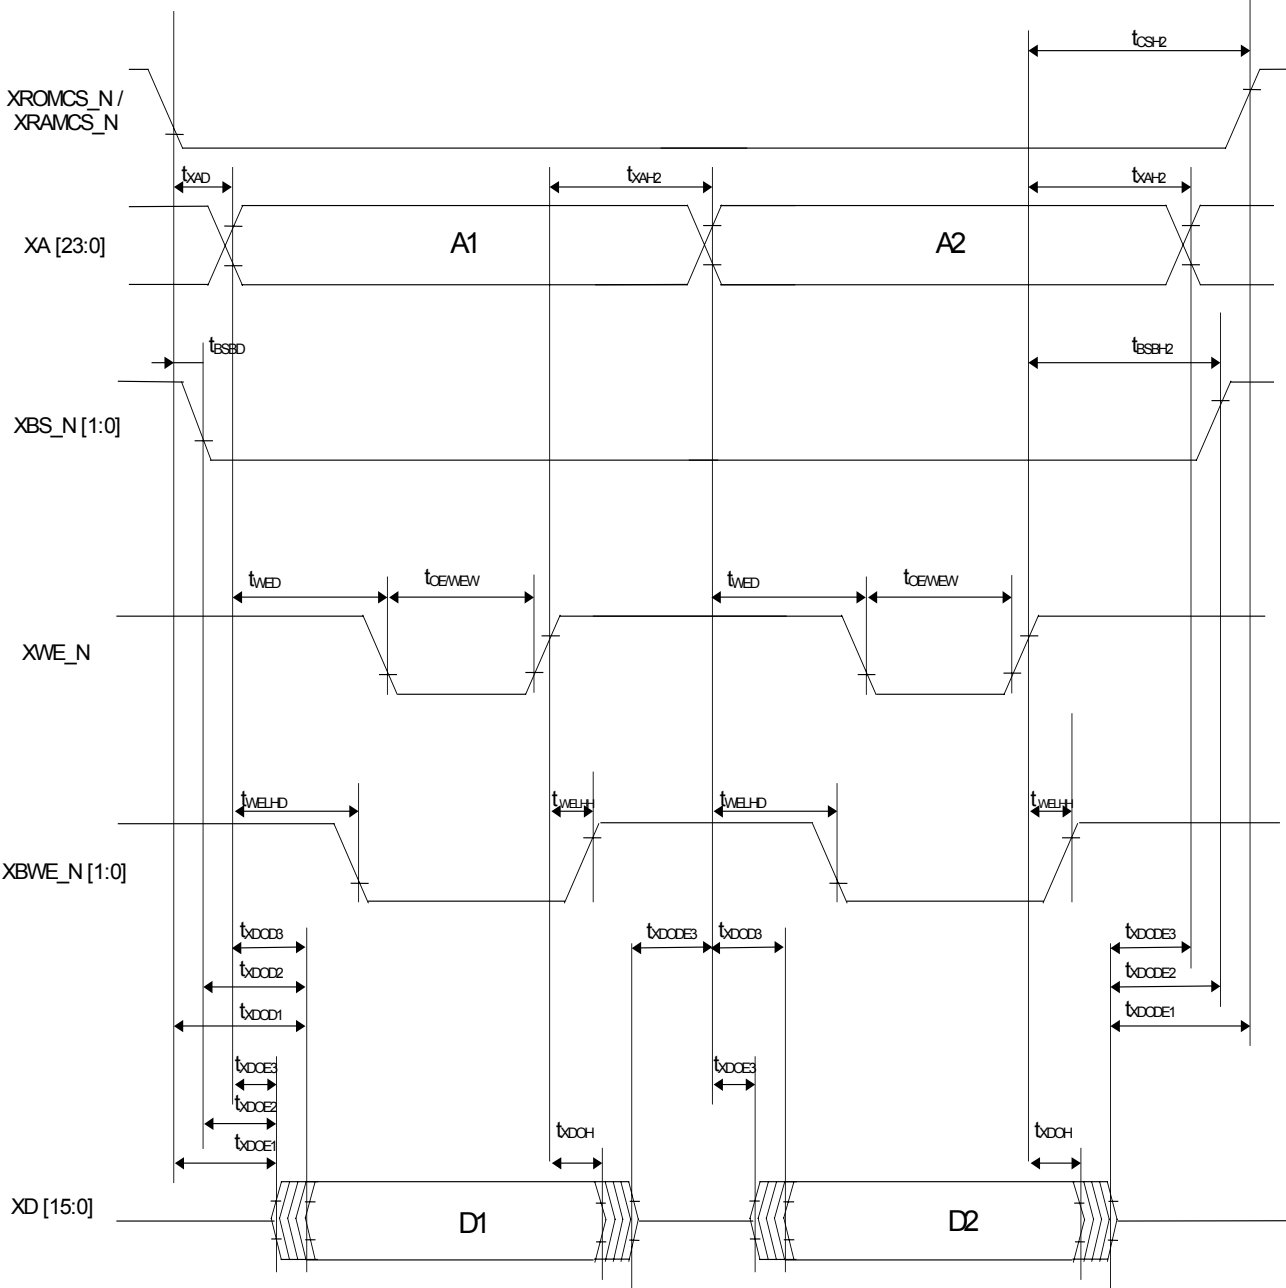 tCSH2
XROMCS_N /
XRAMCS_N
tXAD tXAH2 tXAH2
XA [23:0] A1 A2
tBSBD tBSBH2
XBS_N [1:0]
tWED tOE/WEW tWED tOE/WEW
XWE_N
tWELHD tWELHH tWELHD tWELHH
XBWE_N [1:0]
tXDOD3 tXDODE3 tXDOD3 tXDODE3
tXDOD2 tXDODE2
tXDOD1 tXDODE1
tXDOE3 tXDOE3
tXDOE2
tXDOE1 tXDOH tXDOH
XD [15:0] D1 D2